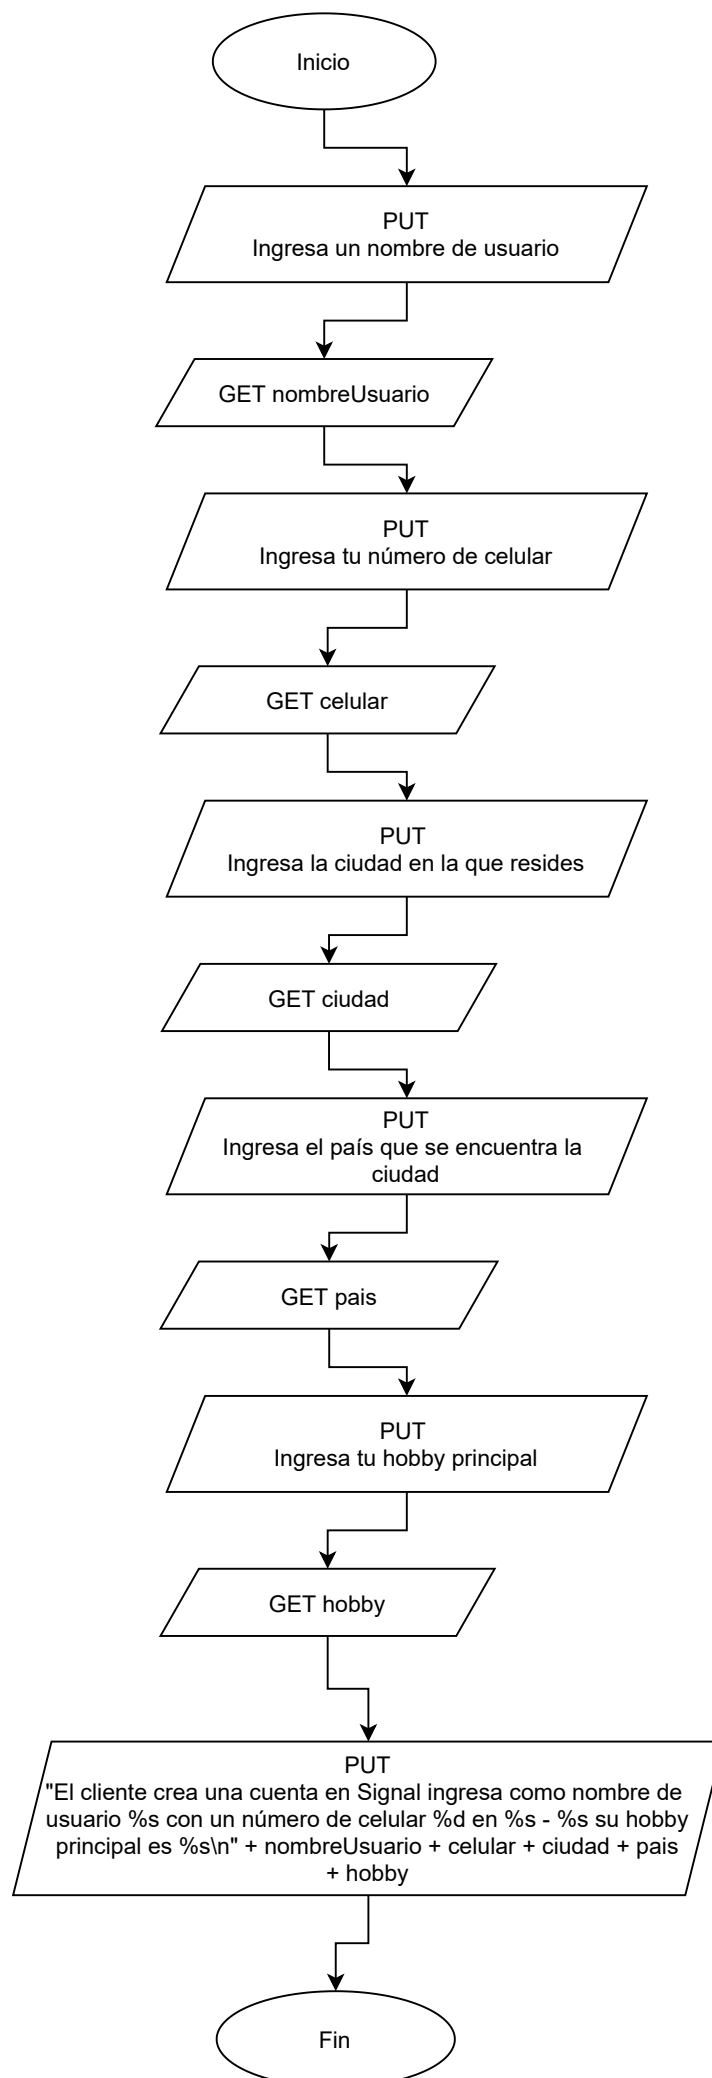 Inicio
PUT
Ingresa un nombre de usuario
GET nombreUsuario
PUT
Ingresa tu número de celular
GET celular
PUT
Ingresa la ciudad en la que resides
GET ciudad
PUT
Ingresa el país que se encuentra la
ciudad
GET pais
PUT
Ingresa tu hobby principal
GET hobby
PUT
"El cliente crea una cuenta en Signal ingresa como nombre de
usuario %s con un número de celular %d en %s - %s su hobby
principal es %s\n" + nombreUsuario + celular + ciudad + pais
+ hobby
Fin